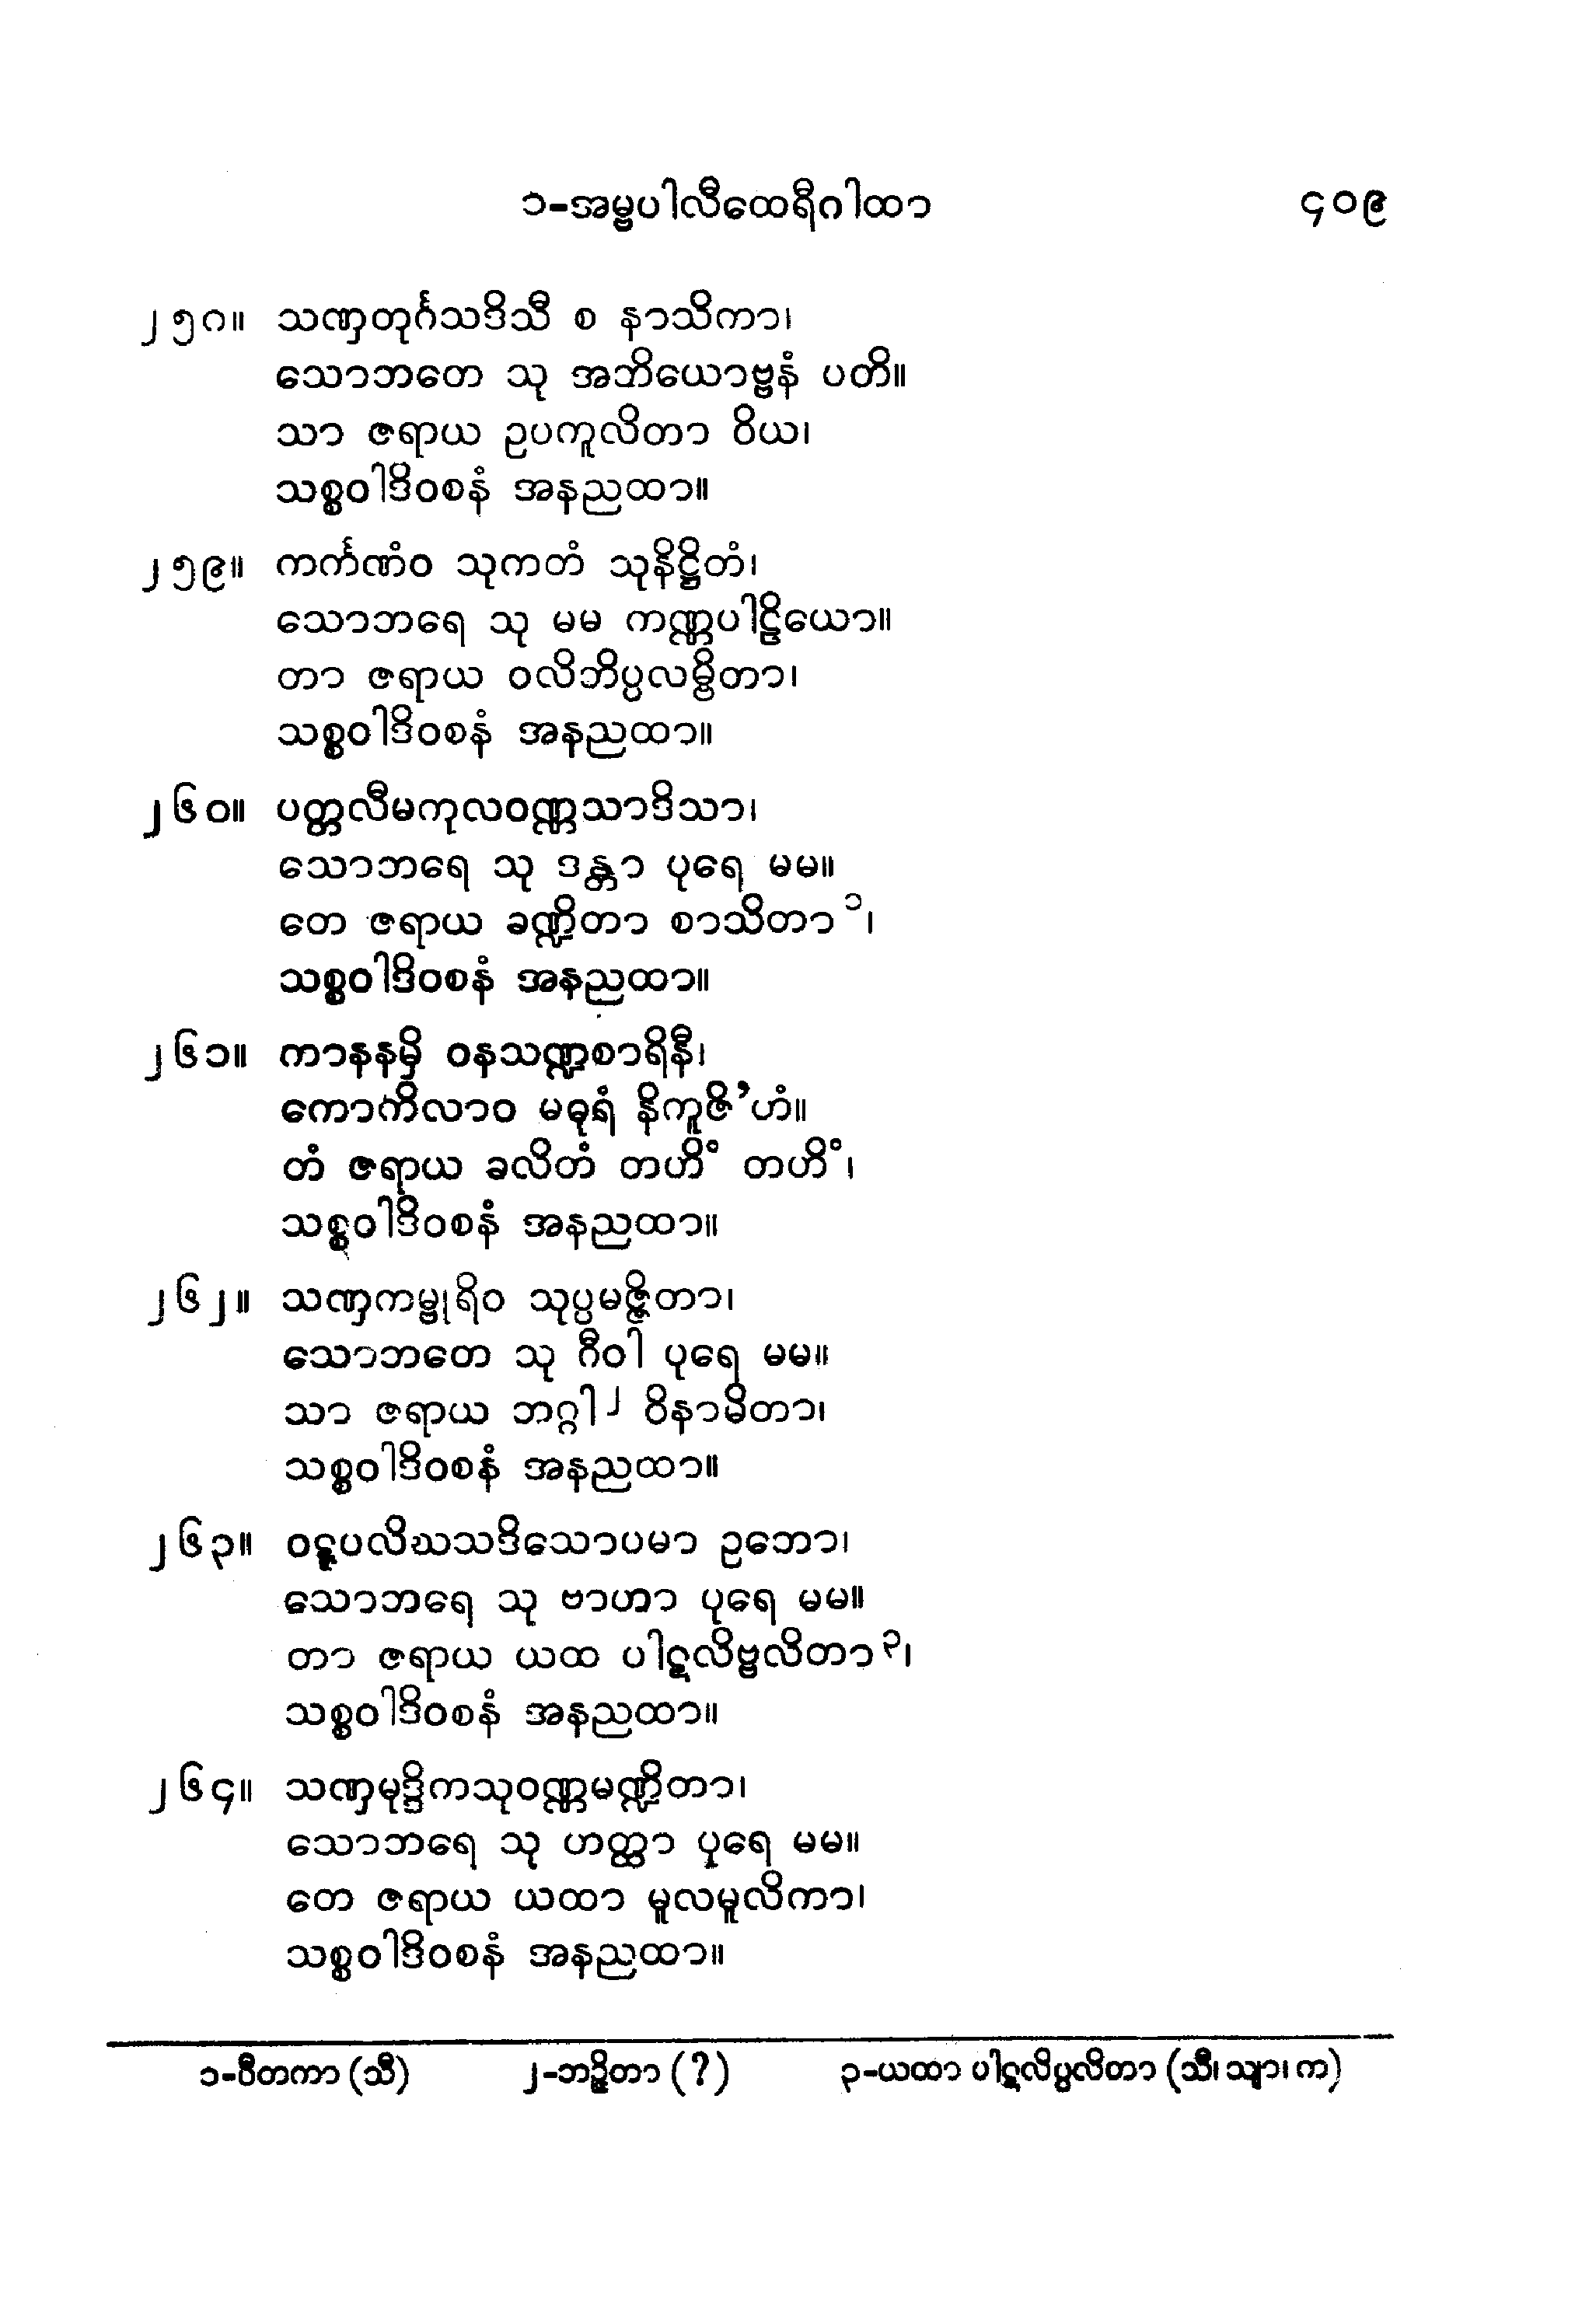 ၁-အမ္ဗပါလီထေရီဂါထာ ၄၀၉
၂၅၈။ သဏှတုင်္ဂသဒိသီ စ နာသိကာ၊
သောဘတေ သု အဘိယောဗ္ဗနံ ပတိ။
သာ ဇရာယ ဥပကူလိတာ ဝိယ၊
သစ္စဝါဒိဝစနံ အနညထာ။
၂၅၉။ ကင်္ကဏံဝ သုကတံ သုနိဋ္ဌိတံ၊
သောဘရေ သု မမ ကဏ္ဏပါဠိယော။
တာ ဇရာယ ဝလိဘိပ္ပလမ္ဗိတာ၊
သစ္စဝါဒိဝစနံ အနညထာ။
၂၆၀။ ပတ္တလီမကုလဝဏ္ဏသာဒိသာ၊
သောဘရေ သု ဒန္တာ ပုရေ မမ။
တေ ဇရာယ ခဏ္ဍိတာ စာသိတာ ၁၊
သစ္စဝါဒိဝစနံ အနညထာ။
၂၆၁။ ကာနနမှိ ဝနသဏ္ဍစာရိနီ၊
ကောကိလာဝ မဓုရံ နိကူဇိ’ဟံ။
တံ ဇရာယ ခလိတံ တဟိံ တဟိံ၊
သစ္စဝါဒိဝစနံ အနညထာ။
၂၆၂။ သဏှကမ္ဗုရိဝ သုပ္ပမဇ္ဇိတာ၊
သောဘတေ သု ဂီဝါ ပုရေ မမ။
သာ ဇရာယ ဘဂ္ဂါ၂ ဝိနာမိတာ၊
သစ္စဝါဒိဝစနံ အနညထာ။
၂၆၃။ ဝဋ္ဋပလိဃသဒိသောပမာ ဥဘော၊
သောဘရေ သု ဗာဟာ ပုရေ မမ။
တာ ဇရာယ ယထ ပါဋ္ဋလိဗ္ဗလိတာ၃၊
သစ္စဝါဒိဝစနံ အနညထာ။
၂၆၄။ သဏှမုဒ္ဒိကသုဝဏ္ဏမဏ္ဍိတာ၊
သောဘရေ သု ဟတ္ထာ ပုရေ မမ။
တေ ဇရာယ ယထာ မူလမူလိကာ၊
သစ္စဝါဒိဝစနံ အနညထာ။
၁-ပီတကာ (သီ) ၂-ဘဉ္ဇိတာ (?) ၃-ယထာ ပါဋ္ဋလိပ္ပလိတာ (သီ၊ သျာ၊ က)